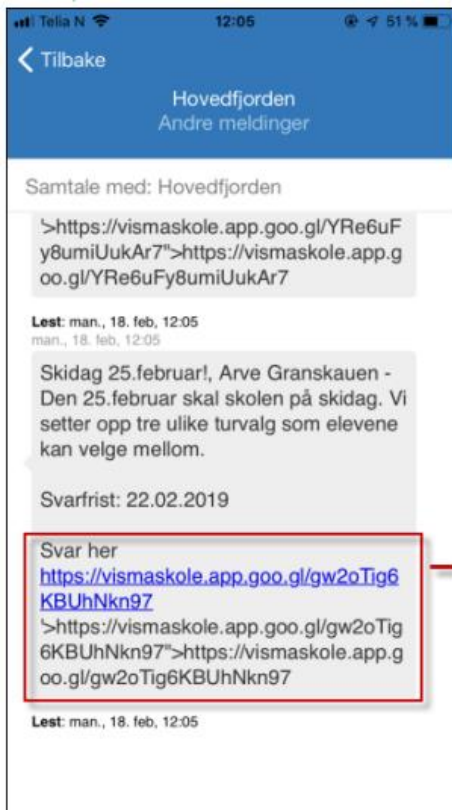 Telia N 12:05 51 %
Tilbake
Hovedfjorden
Andre meldinger
Samtale med: Hovedfjorden
'>https://vismaskole.app.goo.gl/YRe6uF
y8umiUukAr7">https://vismaskole.app.g
oo.gl/YRe6uFy8umiUukAr7
Lest: man., 18. feb, 12:05
man., 18. feb, 12:05
Skidag 25.februar!, Arve Granskauen -
Den 25.februar skal skolen på skidag. Vi
setter opp tre ulike turvalg som elevene
kan velge mellom.
Svarfrist: 22.02.2019
Svar her
https://vismaskole.app.goo.gl/gw2oTig6
KBUhNkn97
'>https://vismaskole.app.goo.gl/gw2oTig
6KBUhNkn97">https://vismaskole.app.g
oo.gl/gw2oTig6KBUhNkn97
Lest: man., 18. feb, 12:05